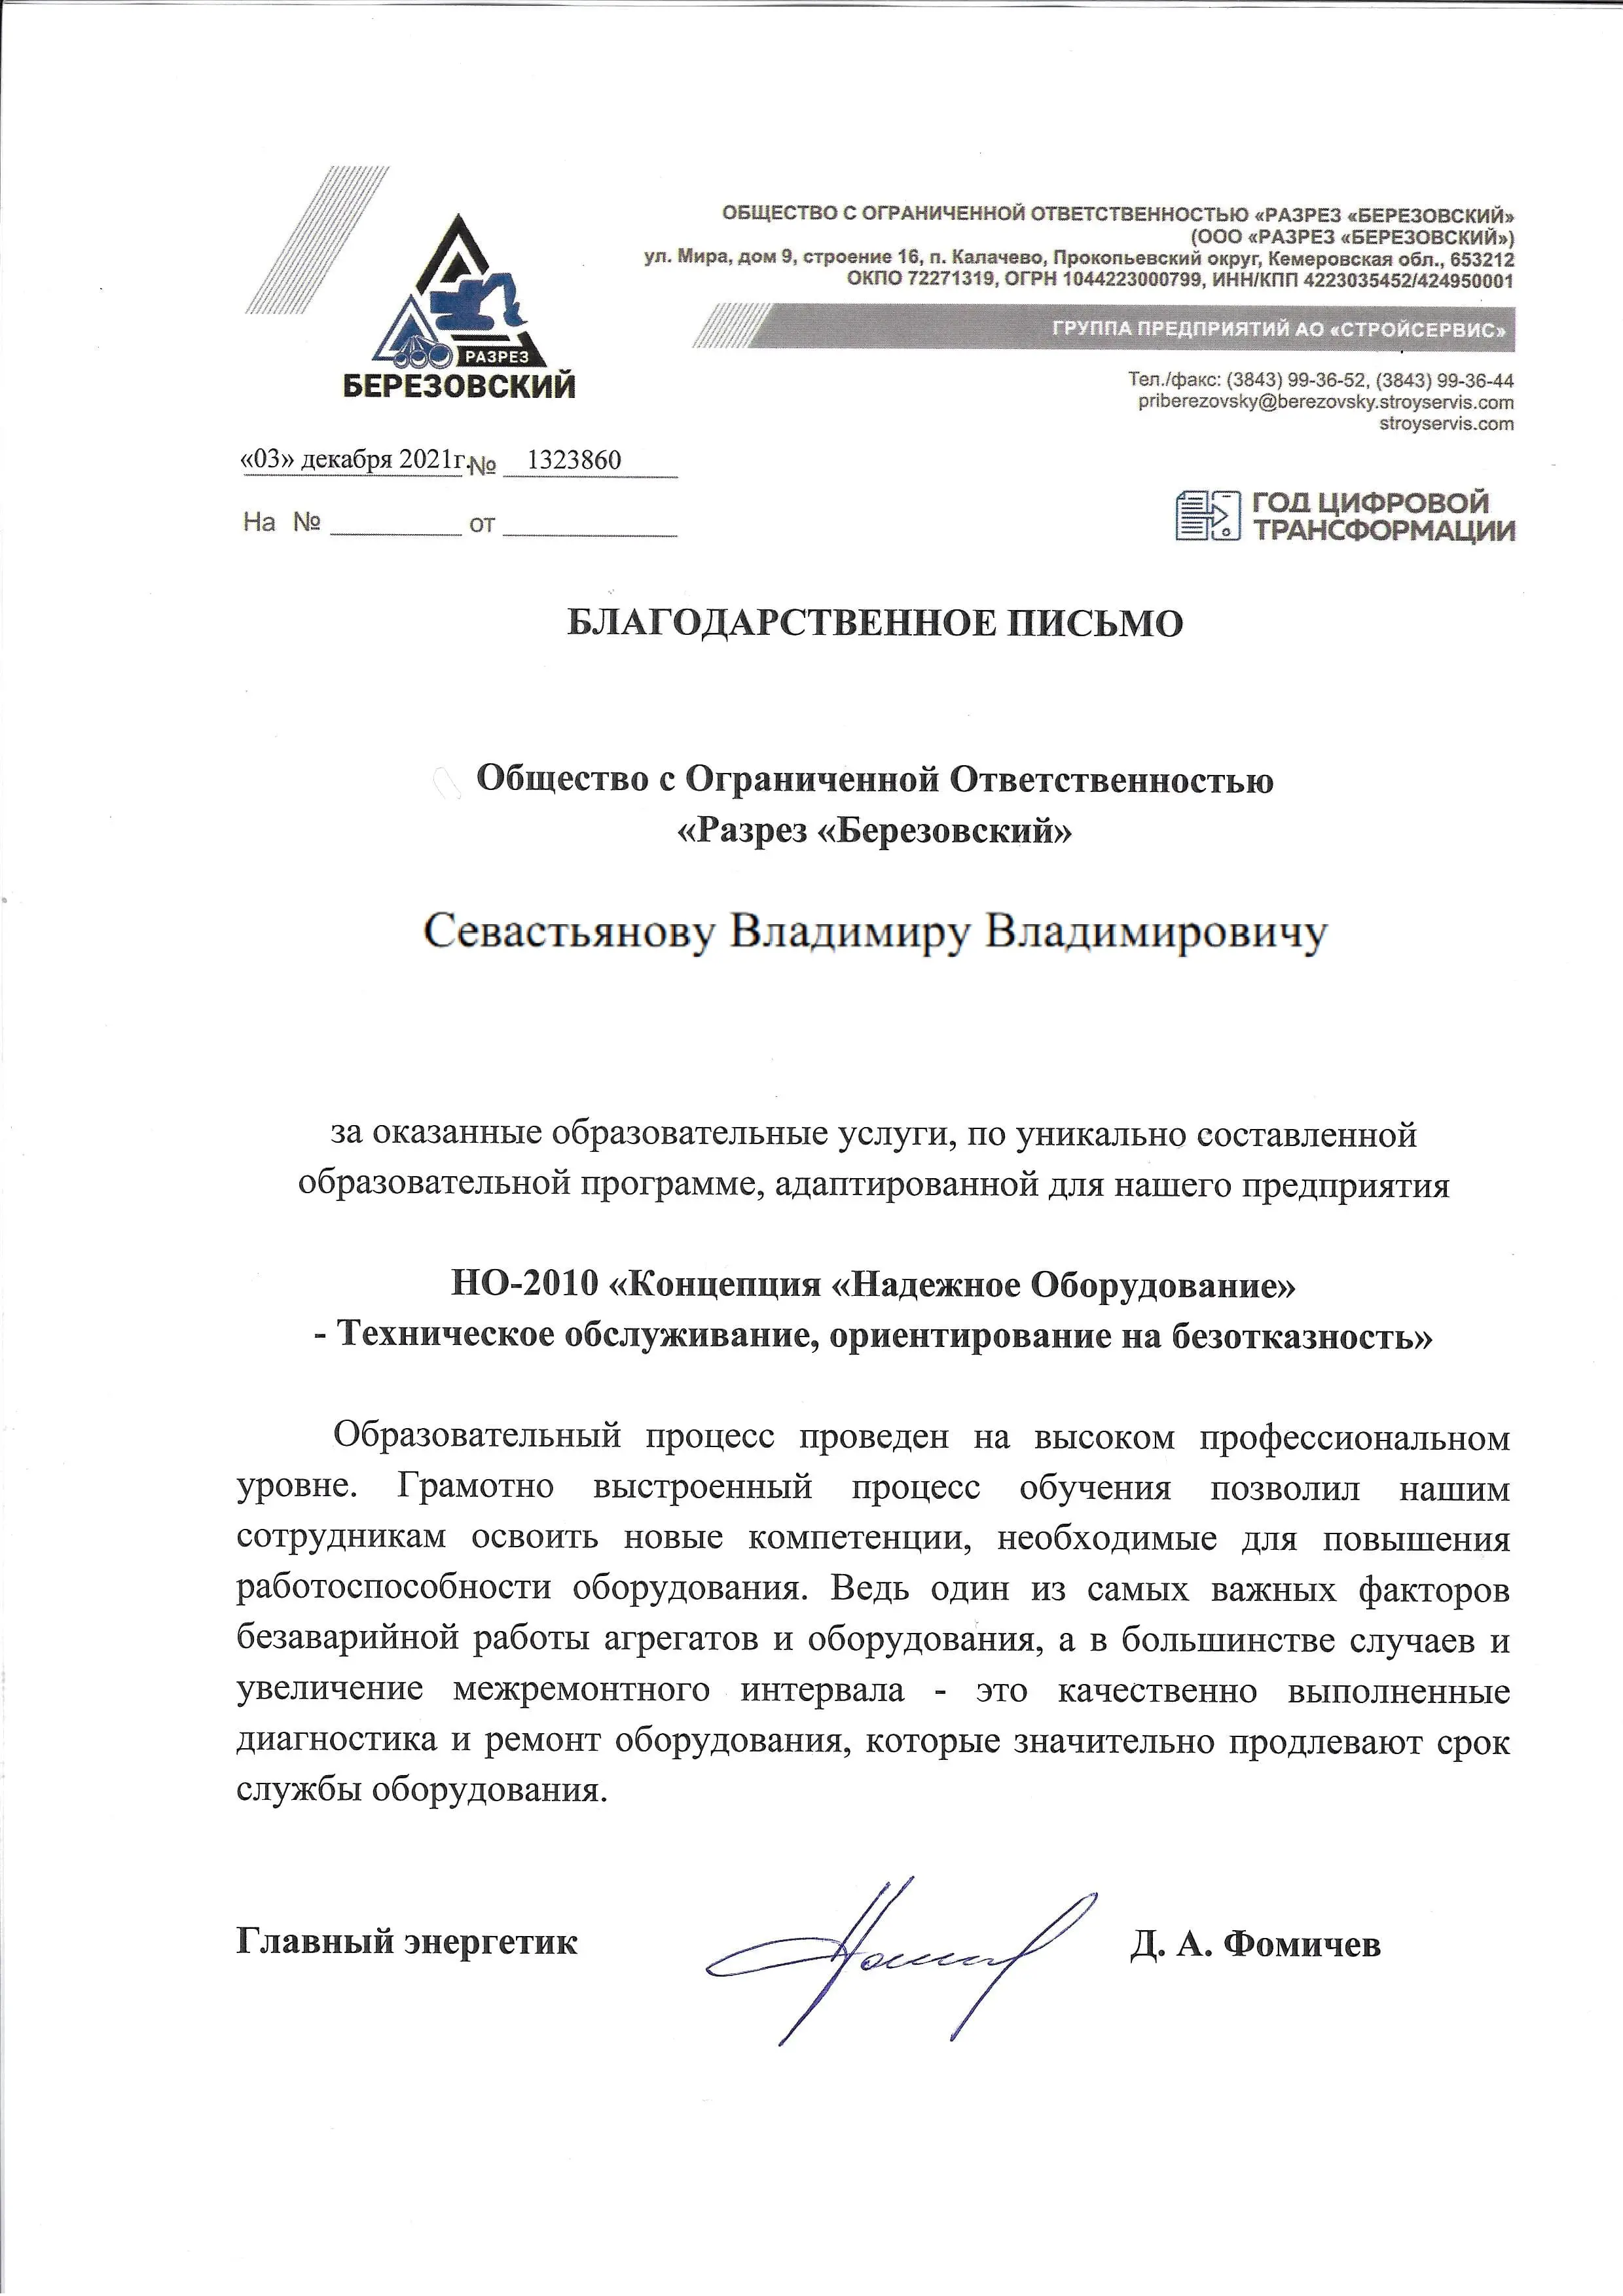 ОБЩЕСТВО С ОГРАНИЧЕННОЙ ОТВЕТСТВЕННОСТЬЮ «РАЗРЕЗ «БЕРЕЗОВСКИЙ»
(ООО «РАЗРЕЗ «БЕРЕЗОВСКИЙ»)
ул. Мира, дом 9, строение 16, п. Калачево, Прокопьевский округ, Кемеровская обл., 653212
ОКПО 72271319, ОГРН 1044223000799, ИНН/КПП 4223035452/424950001
ГРУППА ПРЕДПРИЯТИЙ АО «СТРОЙСЕРВИС»
РАЗРЕЗ
БЕРЕЗОВСКИЙ
Тел./факс: (3843) 99-36-52, (3843) 99-36-44
priberezovsky@berezovsky.stroyservis.com
stroyservis.com
«03» декабря 2021г. № 1323860
На № ________ от ________
ГОД ЦИФРОВОЙ
ТРАНСФОРМАЦИИ
БЛАГОДАРСТВЕННОЕ ПИСЬМО
Общество с Ограниченной Ответственностью
«Разрез «Березовский»
Севастьянову Владимиру Владимировичу
за оказанные образовательные услуги, по уникально составленной
образовательной программе, адаптированной для нашего предприятия
НО-2010 «Концепция «Надежное Оборудование»
- Техническое обслуживание, ориентирование на безотказность»
Образовательный процесс проведен на высоком профессиональном
уровне. Грамотно выстроенный процесс обучения позволил нашим
сотрудникам освоить новые компетенции, необходимые для повышения
работоспособности оборудования. Ведь один из самых важных факторов
безаварийной работы агрегатов и оборудования, а в большинстве случаев и
увеличение межремонтного интервала - это качественно выполненные
диагностика и ремонт оборудования, которые значительно продлевают срок
службы оборудования.
Главный энергетик Д. А. Фомичев